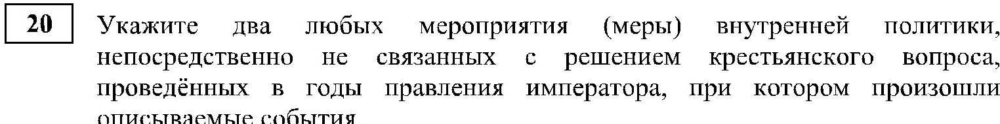 20 Укажите два любых мероприятия (меры) внутренней политики,
непосредственно не связанных с решением крестьянского вопроса,
проведённых в годы правления императора, при котором произошли
описываемые события.